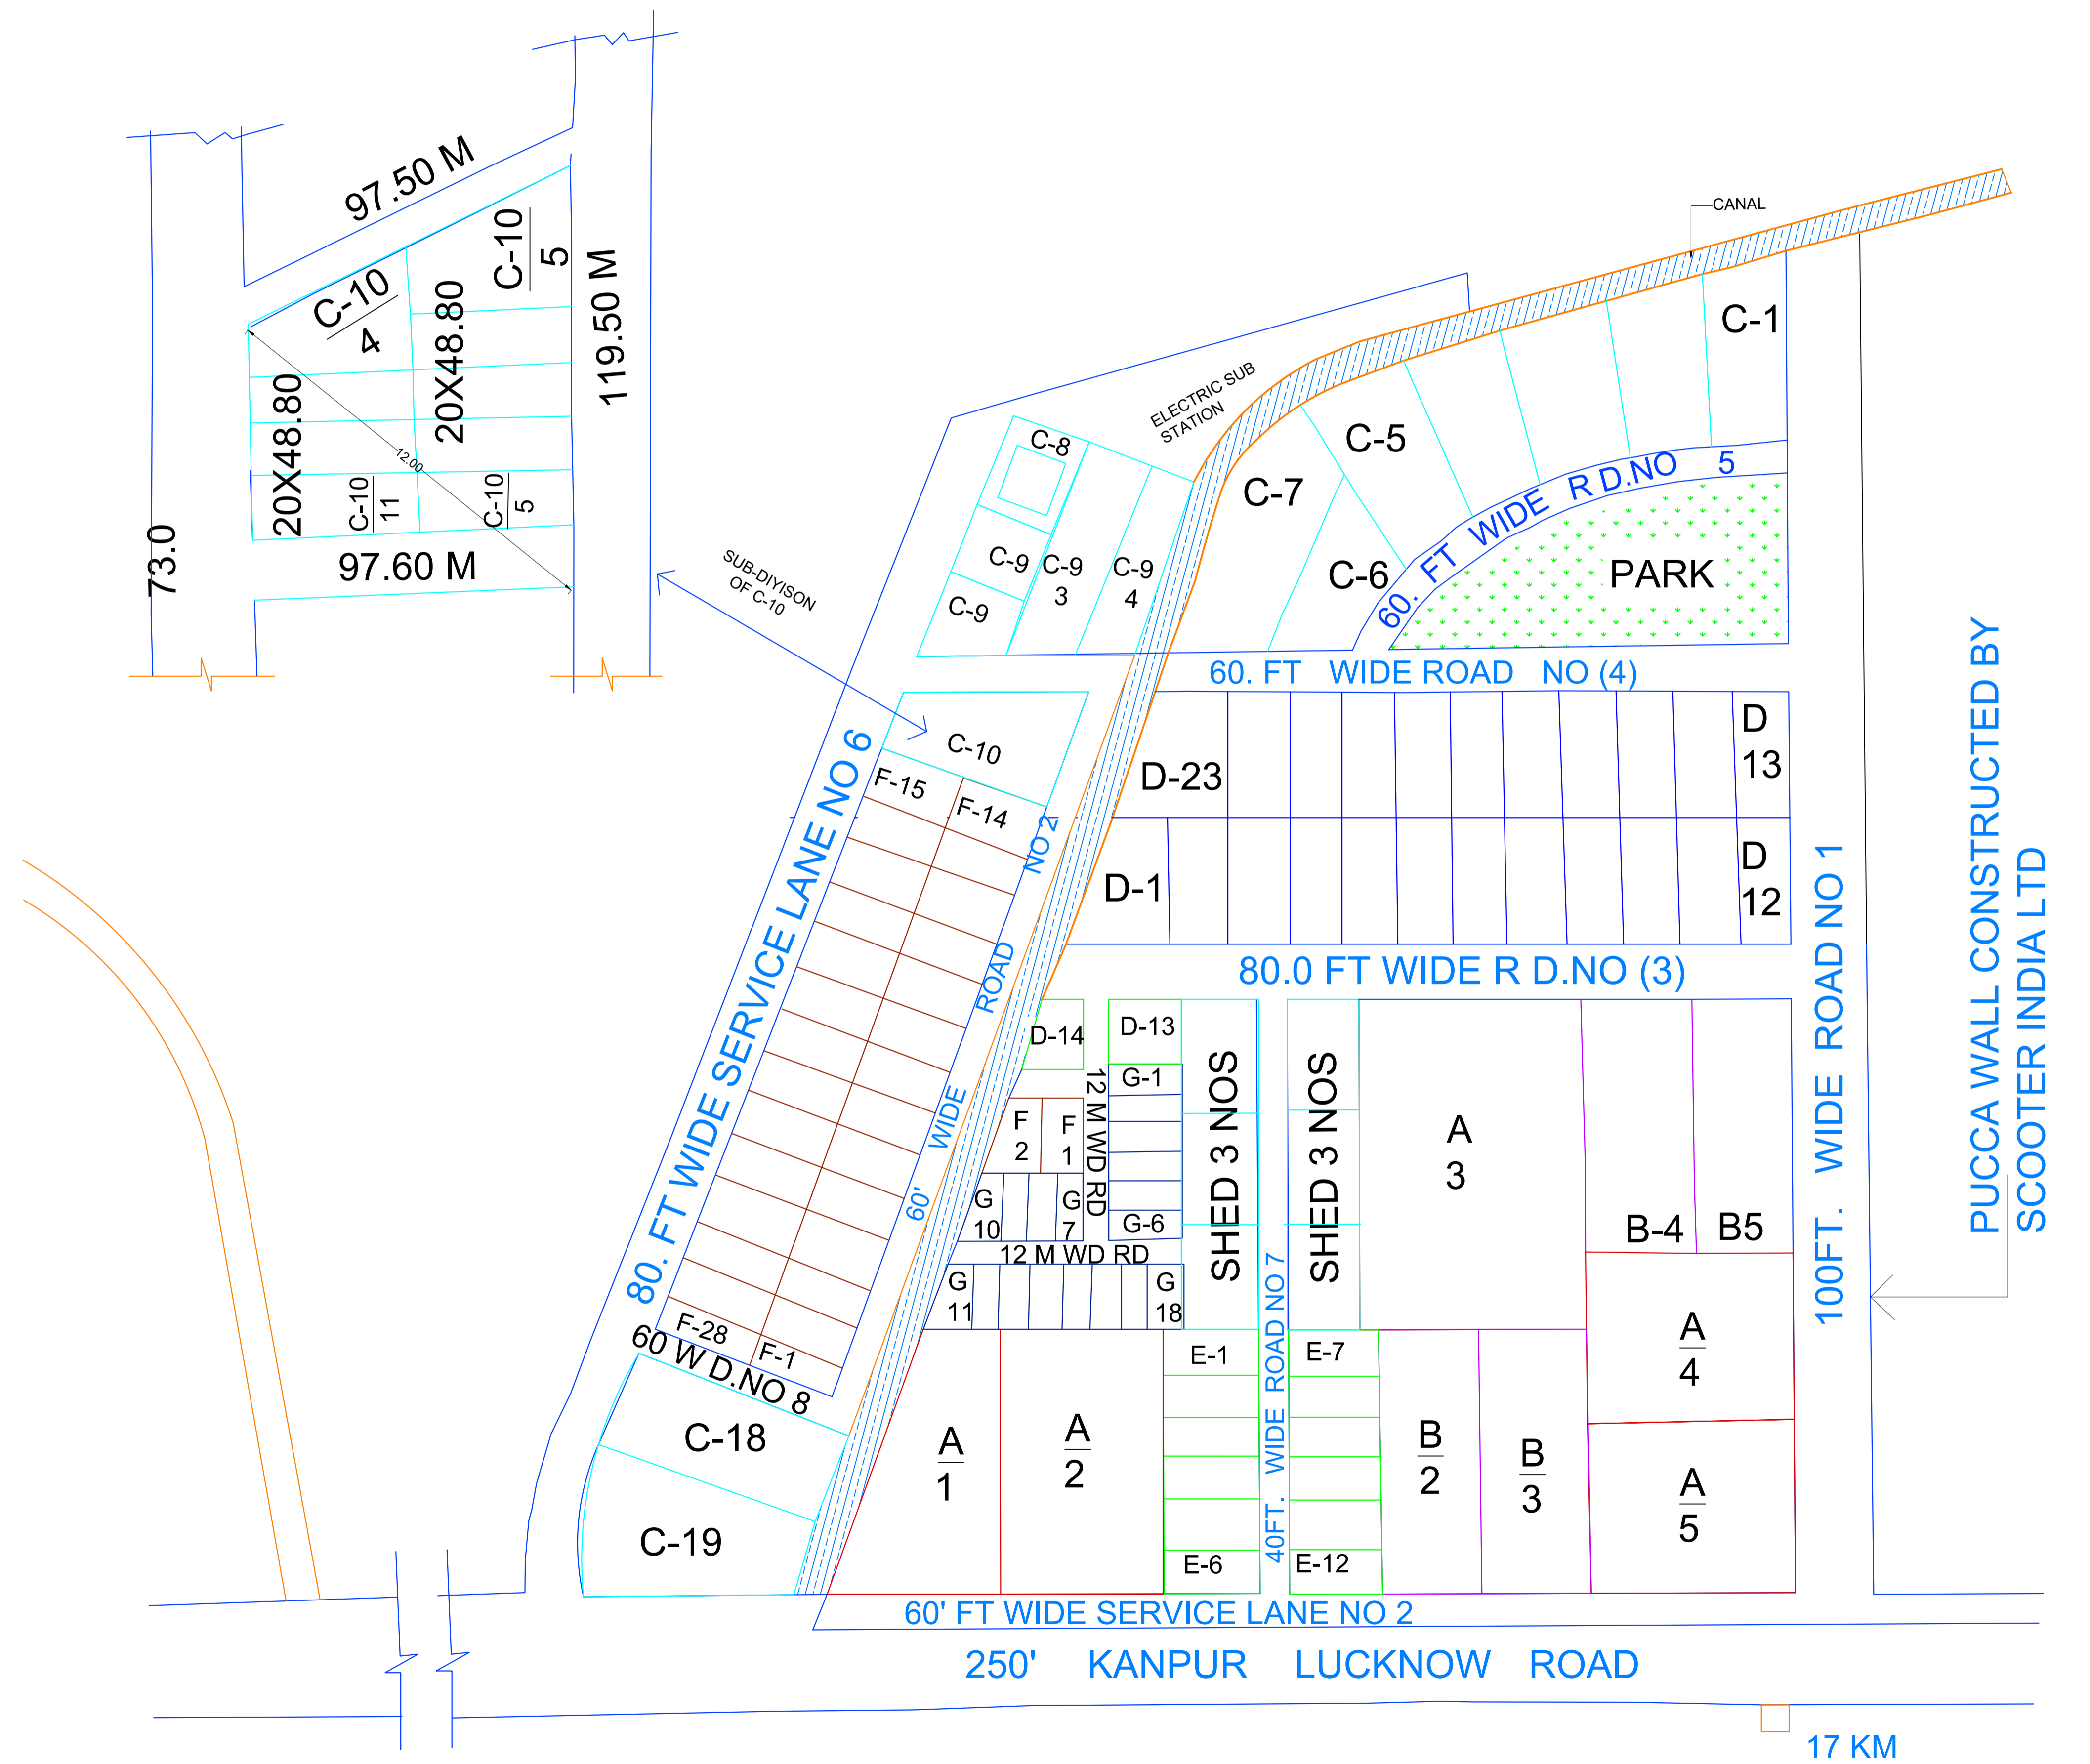 97.50 M
C-10
5
C-10
4
20X48.80
20X48.80
119.50 M
12.00
C-10
11
C-10
5
73.0
97.60 M
SUB-DIYISON
OF C-10
CANAL
C-1
ELECTRIC SUB
STATION
C-8
C-5
C-7
C-6
C-9
C-9
3
C-9
4
C-9
60. FT WIDE R D.NO 5
PARK
60. FT WIDE ROAD NO (4)
C-10
F-15
F-14
D-23
D
13
D-1
D
12
80. FT WIDE SERVICE LANE NO 6
60' WIDE ROAD NO 2
80.0 FT WIDE R D.NO (3)
100FT. WIDE ROAD NO 1
PUCCA WALL CONSTRUCTED BY
SCOOTER INDIA LTD
D-14
D-13
G-1
12 M WD RD
F
2
F
1
G
10
G
7
G-6
12 M WD RD
G
11
G
18
SHED 3 NOS
SHED 3 NOS
A
3
B-4
B5
40FT. WIDE ROAD NO 7
F-28
F-1
60 W D.NO 8
C-18
C-19
A
1
A
2
E-1
E-7
E-6
E-12
B
2
B
3
A
4
A
5
60' FT WIDE SERVICE LANE NO 2
250' KANPUR LUCKNOW ROAD
17 KM